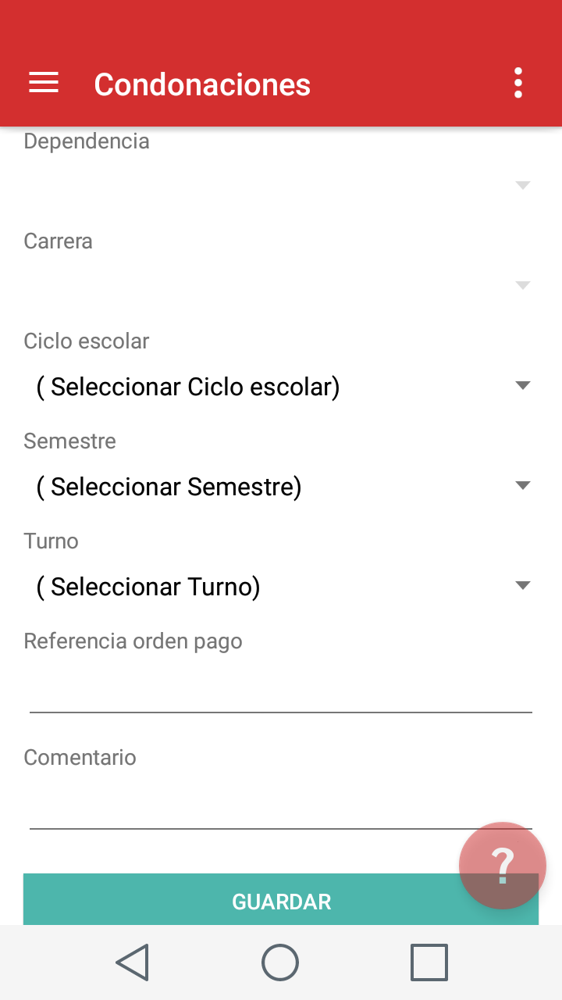 Condonaciones
Dependencia
Carrera
Ciclo escolar
( Seleccionar Ciclo escolar)
Semestre
( Seleccionar Semestre)
Turno
( Seleccionar Turno)
Referencia orden pago
Comentario
?
GUARDAR